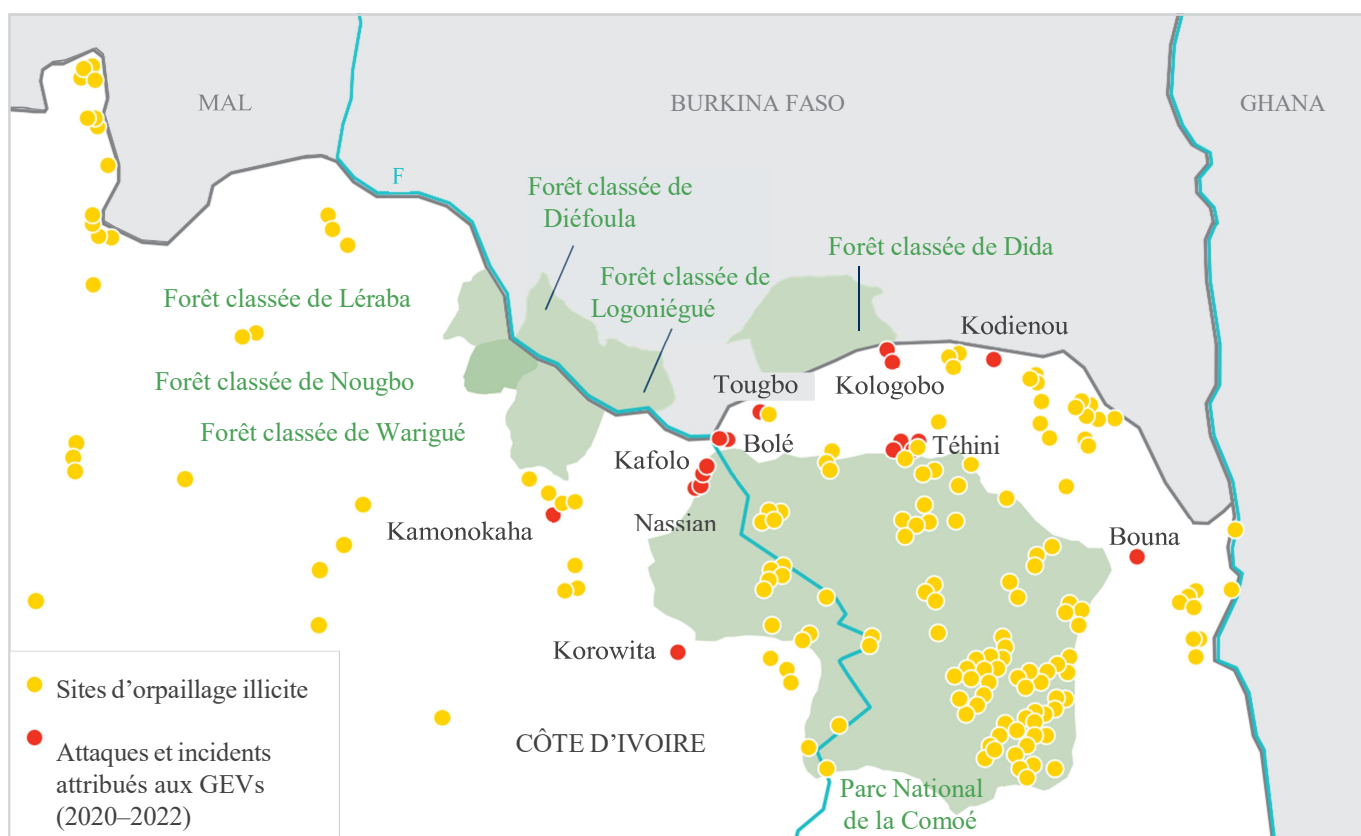 MAL
BURKINA FASO
GHANA
F
Forêt classée de
Diéfoula
Forêt classée de Dida
Forêt classée de
Logoniégué
Forêt classée de Léraba
Kodienou
Forêt classée de Nougbo
Tougbo
Kologobo
Forêt classée de Warigué
Bolé
Téhini
Kafolo
Kamonokaha
Nassian
Bouna
Korowita
Sites d'orpaillage illicite
Attaques et incidents
attribués aux GEVs
(2020–2022)
CÔTE D'IVOIRE
Parc National
de la Comoé